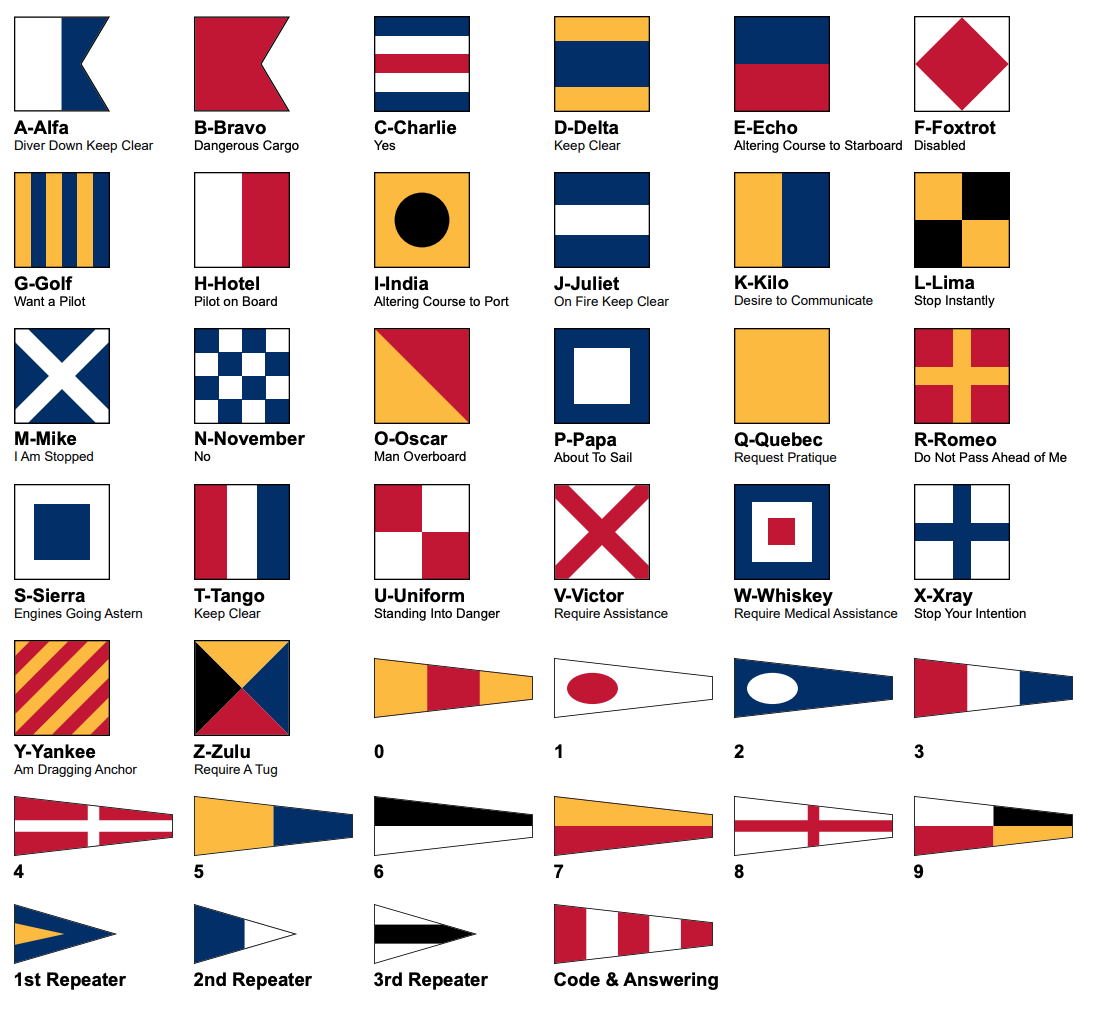 A-Alfa
Diver Down Keep Clear
B-Bravo
Dangerous Cargo
C-Charlie
Yes
D-Delta
Keep Clear
E-Echo
Altering Course to Starboard
F-Foxtrot
Disabled
G-Golf
Want a Pilot
H-Hotel
Pilot on Board
I-India
Altering Course to Port
J-Juliet
On Fire Keep Clear
K-Kilo
Desire to Communicate
L-Lima
Stop Instantly
M-Mike
I Am Stopped
N-November
No
O-Oscar
Man Overboard
P-Papa
About To Sail
Q-Quebec
Request Pratique
R-Romeo
Do Not Pass Ahead of Me
S-Sierra
Engines Going Astern
T-Tango
Keep Clear
U-Uniform
Standing Into Danger
V-Victor
Require Assistance
W-Whiskey
Require Medical Assistance
X-Xray
Stop Your Intention
Y-Yankee
Am Dragging Anchor
Z-Zulu
Require A Tug
0
1
2
3
4
5
6
7
8
9
1st Repeater
2nd Repeater
3rd Repeater
Code & Answering